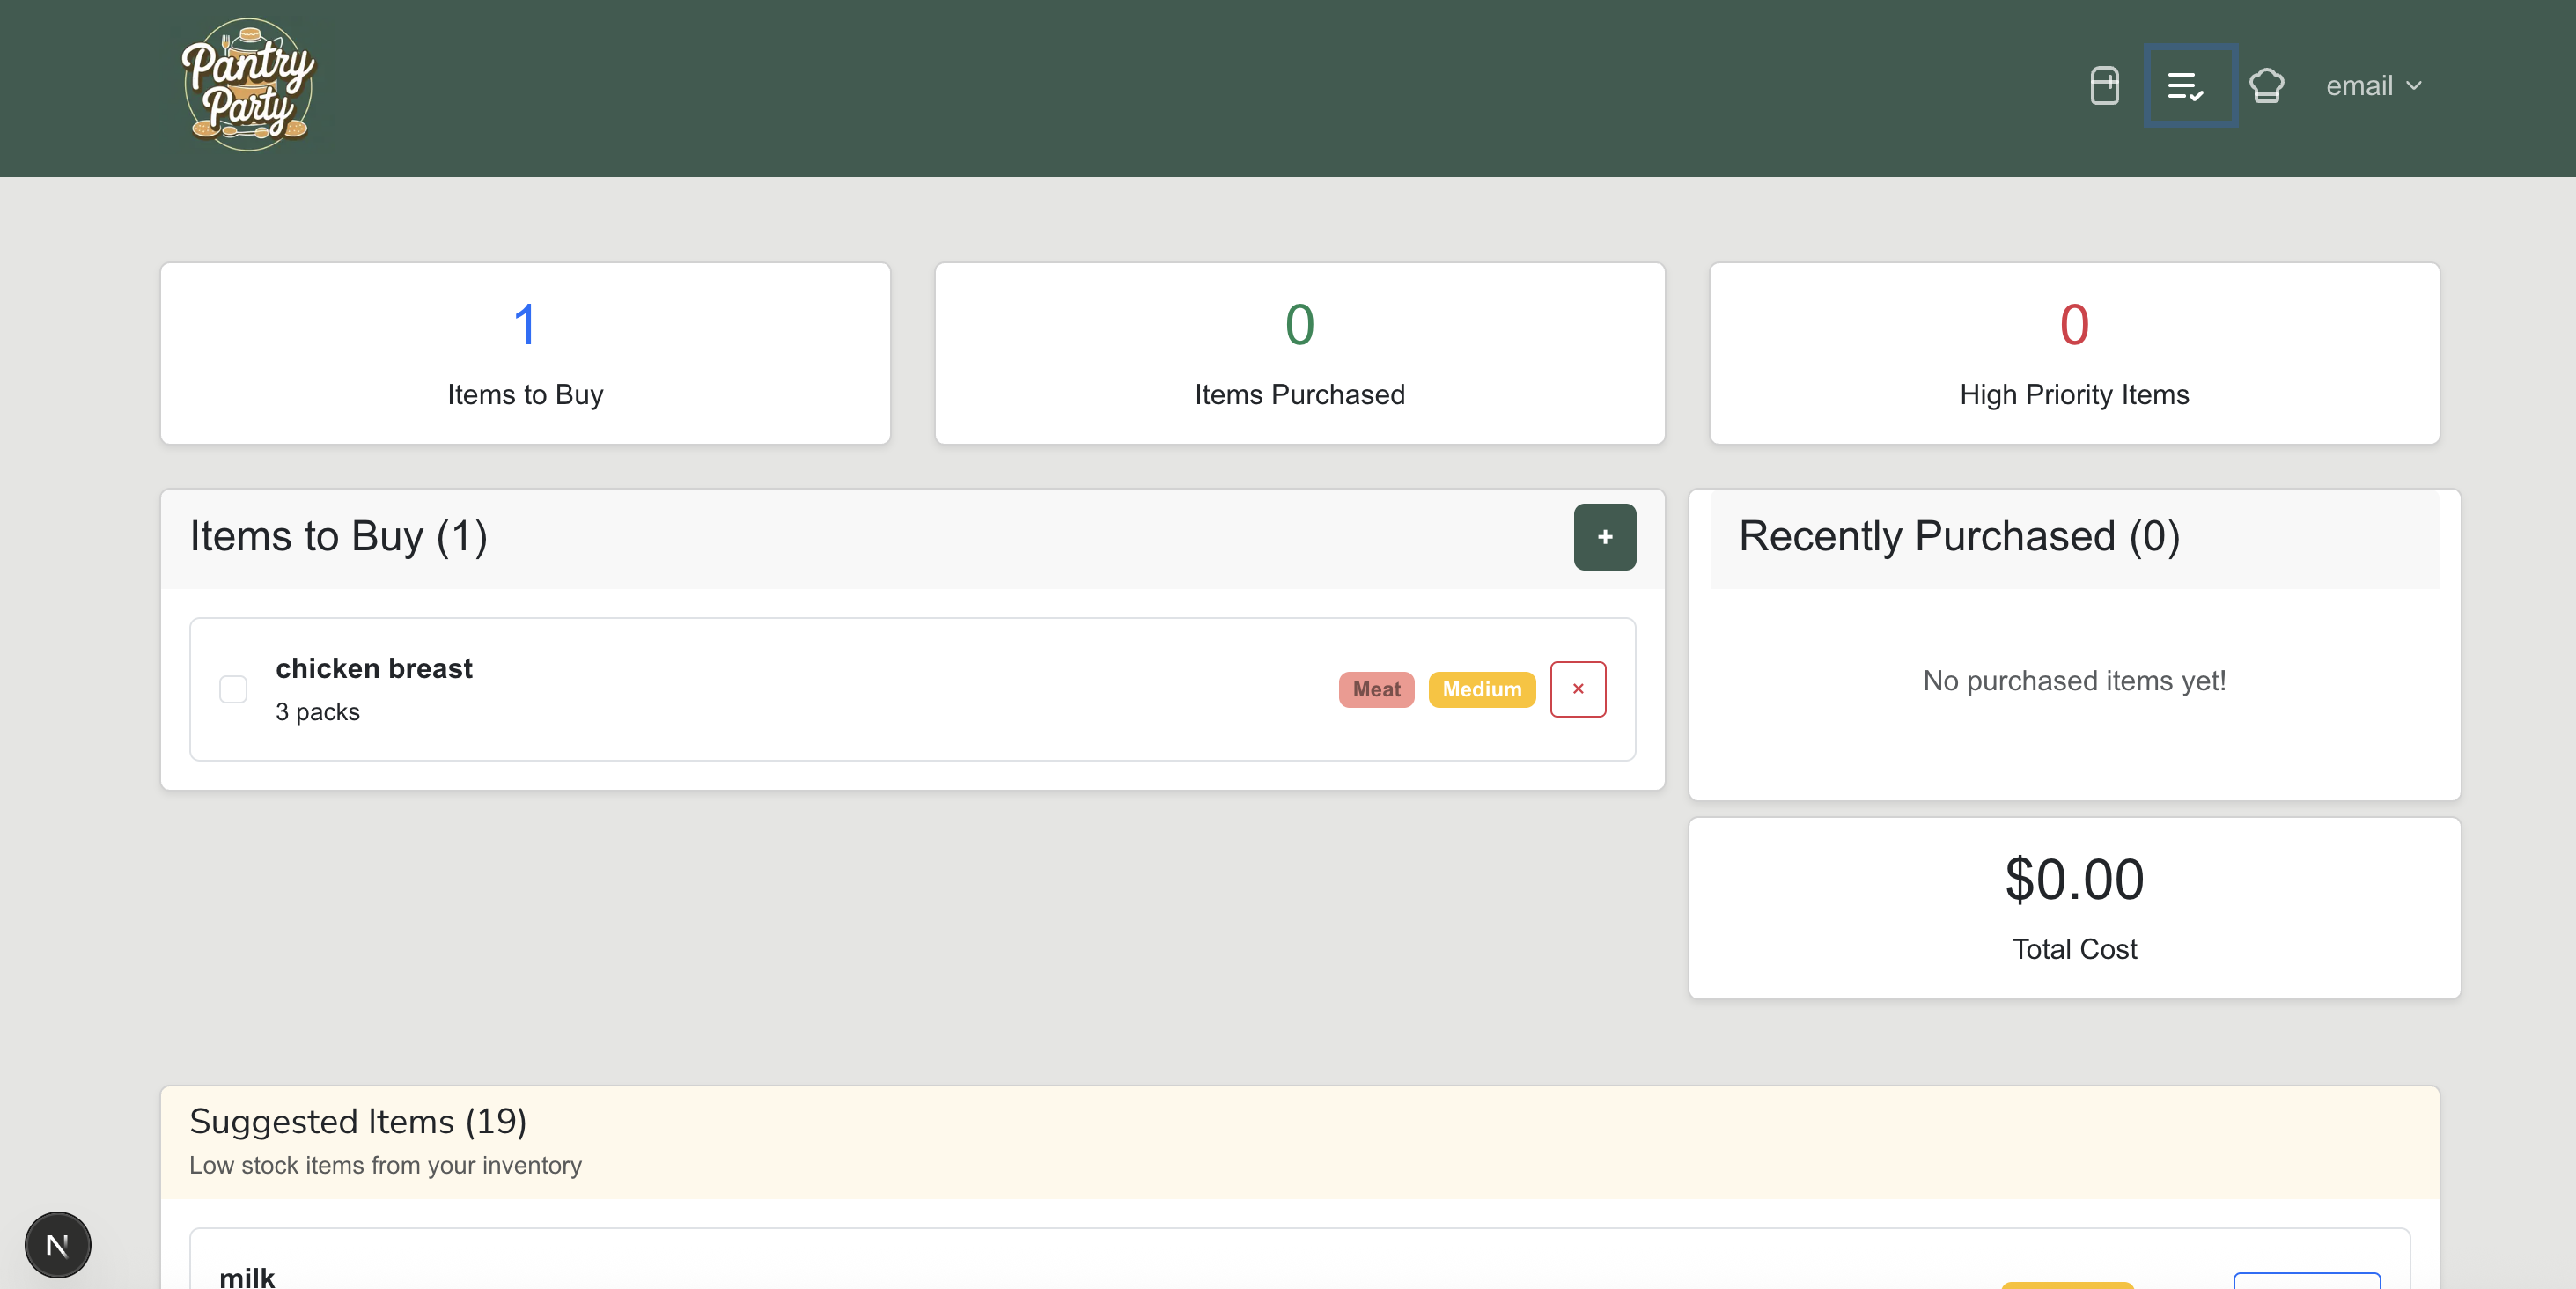 Pantry
Party
email
1
Items to Buy
0
Items Purchased
0
High Priority Items
Items to Buy (1)
+
chicken breast
3 packs
Meat
Medium
×
Recently Purchased (0)
No purchased items yet!
$0.00
Total Cost
Suggested Items (19)
Low stock items from your inventory
milk
N